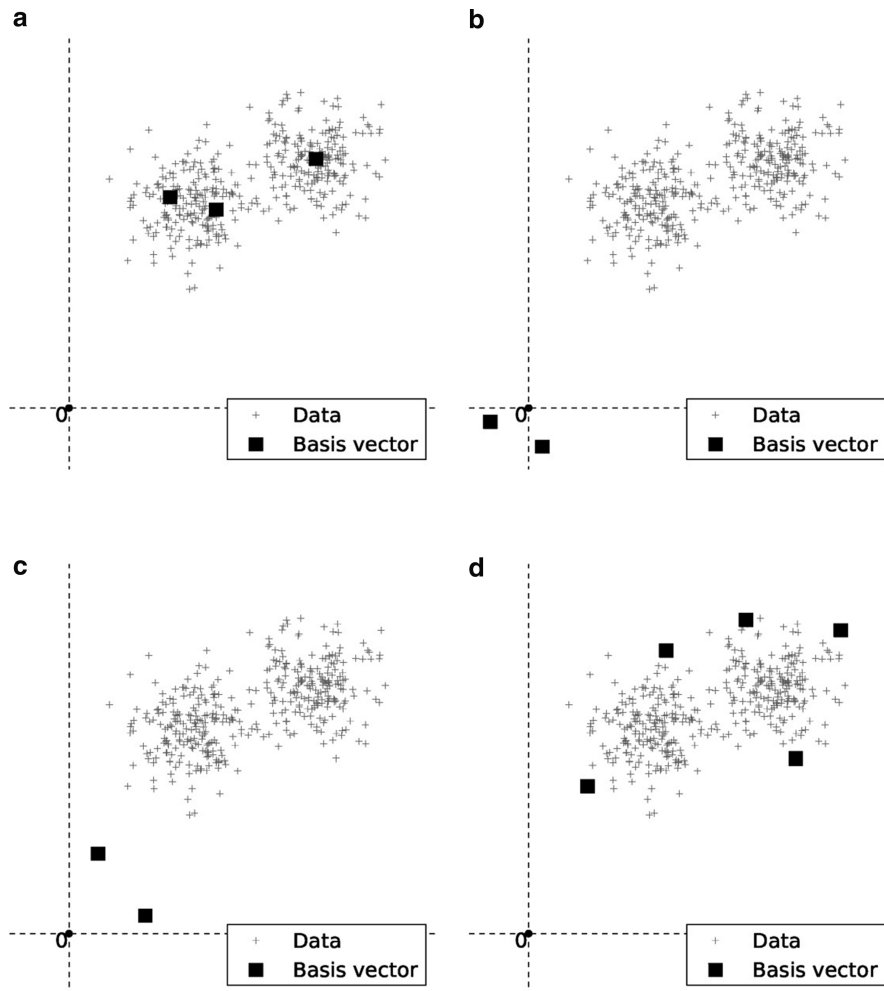 a
0
Data
Basis vector
b
0
Data
Basis vector
c
0
Data
Basis vector
d
0
Data
Basis vector